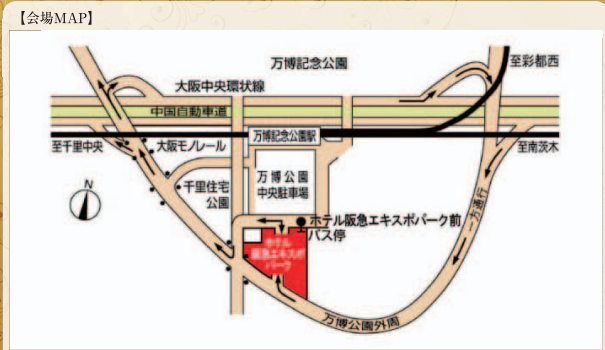 【会場MAP】
万博記念公園
至彩都西
大阪中央環状線
中国自動車道
万博記念公園駅
至千里中央
大阪モノレール
至南茨木
千里住宅
公園
万博公園
中央駐車場
N
一方通行
ホテル阪急エキスポパーク前
バス停
ホテル
阪急エキスポ
パーク
万博公園外周